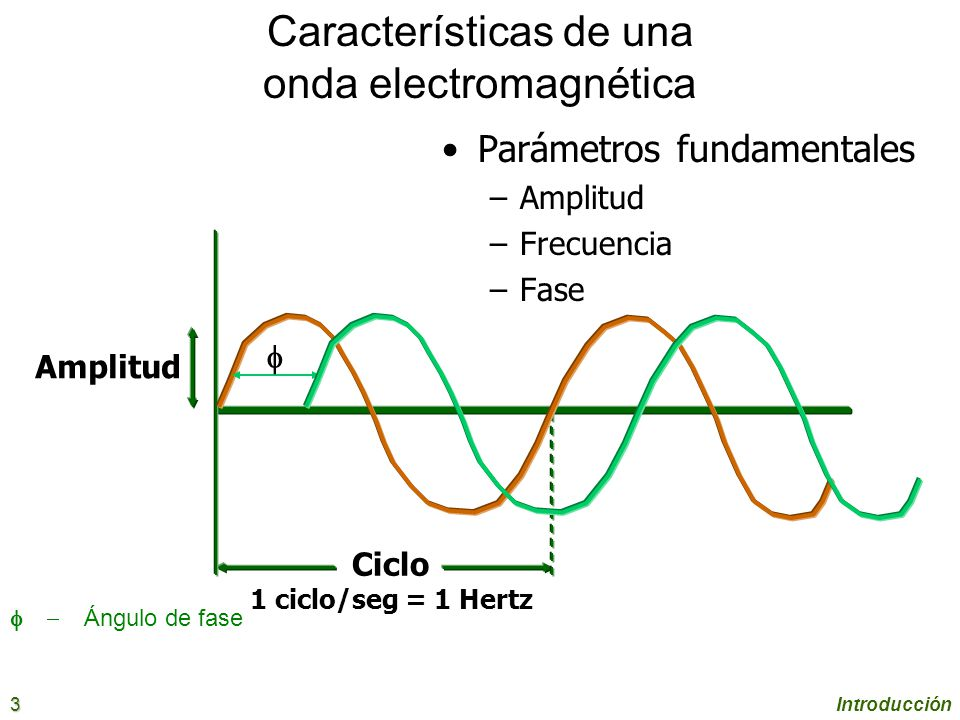 Características de una
onda electromagnética
• Parámetros fundamentales
– Amplitud
– Frecuencia
– Fase
Amplitud
ϕ
Ciclo
1 ciclo/seg = 1 Hertz
ϕ – Ángulo de fase
3
Introducción